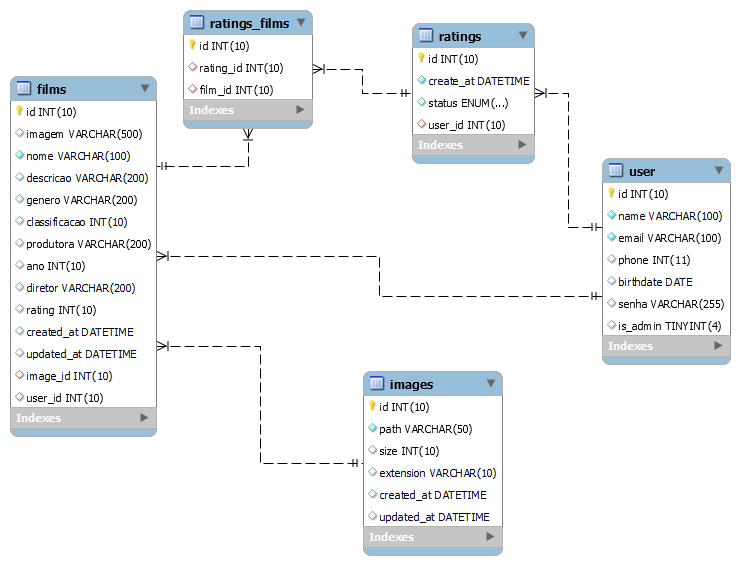 ratings_films
id INT(10)
rating_id INT(10)
film_id INT(10)
Indexes
ratings
id INT(10)
create_at DATETIME
status ENUM(...)
user_id INT(10)
Indexes
films
id INT(10)
imagem VARCHAR(500)
nome VARCHAR(100)
descricao VARCHAR(200)
genero VARCHAR(200)
classificacao INT(10)
produtora VARCHAR(200)
ano INT(10)
diretor VARCHAR(200)
rating INT(10)
created_at DATETIME
updated_at DATETIME
image_id INT(10)
user_id INT(10)
Indexes
user
id INT(10)
name VARCHAR(100)
email VARCHAR(100)
phone INT(11)
birthdate DATE
senha VARCHAR(255)
is_admin TINYINT(4)
Indexes
images
id INT(10)
path VARCHAR(50)
size INT(10)
extension VARCHAR(10)
created_at DATETIME
updated_at DATETIME
Indexes